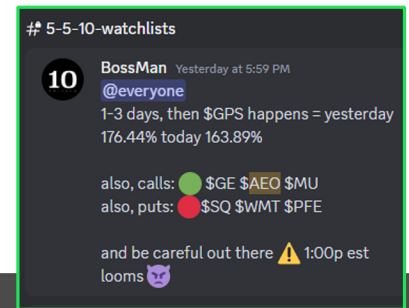 # 5-5-10-watchlists
10
BossMan Yesterday at 5:59 PM
@everyone
1-3 days, then $GPS happens = yesterday
176.44% today 163.89%
also, calls: 🟢 $GE $AEO $MU
also, puts: 🔴$SQ $WMT $PFE
and be careful out there ⚠️ 1:00p est
looms 😈